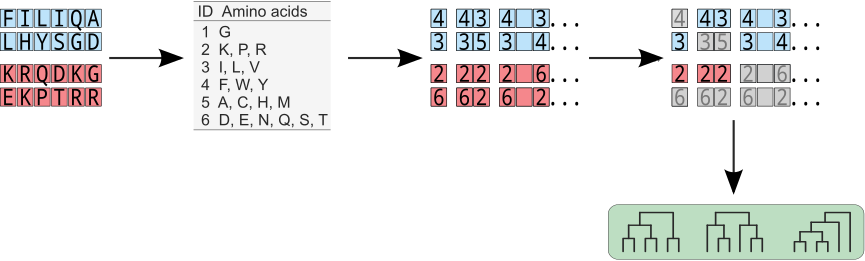 FILIQA
LHYSGD
KRQDKG
EKPTRR
ID Amino acids
1 G
2 K, P, R
3 I, L, V
4 F, W, Y
5 A, C, H, M
6 D, E, N, Q, S, T
4 43 4 3...
3 35 3 4...
2 22 2 6...
6 62 6 2...
4 43 4 3...
3 35 3 4...
2 22 2 6...
6 62 6 2...